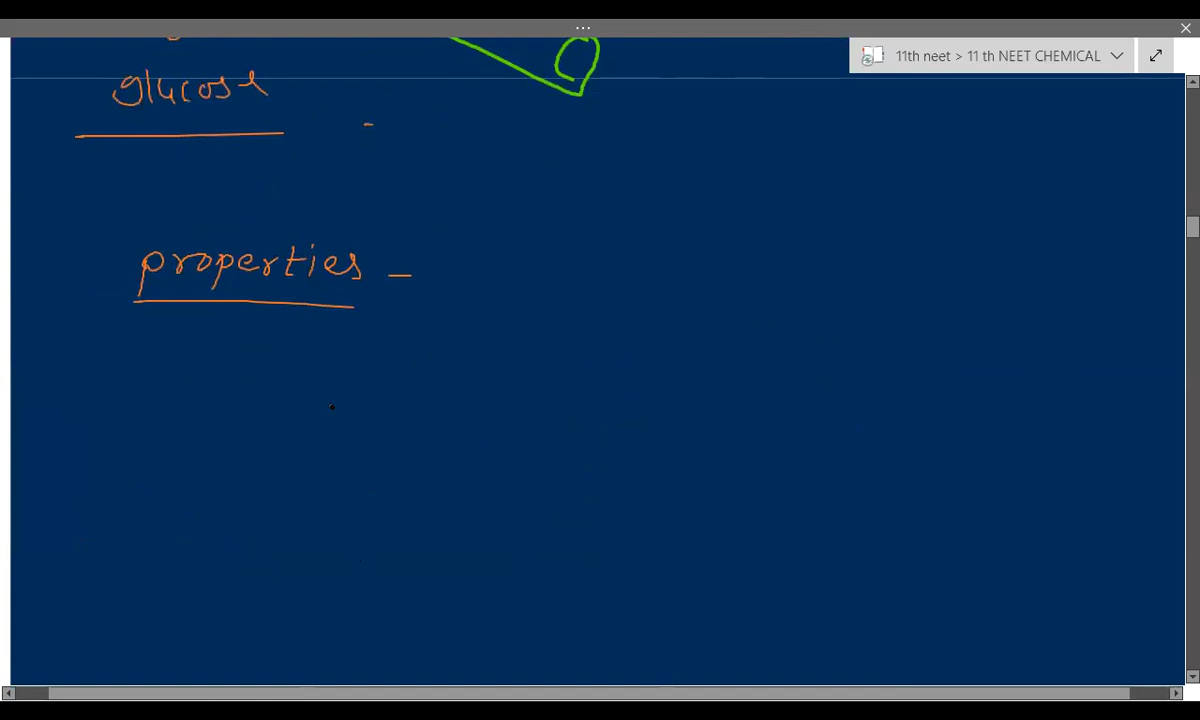 11th neet > 11 th NEET CHEMICAL
glucose
properties –